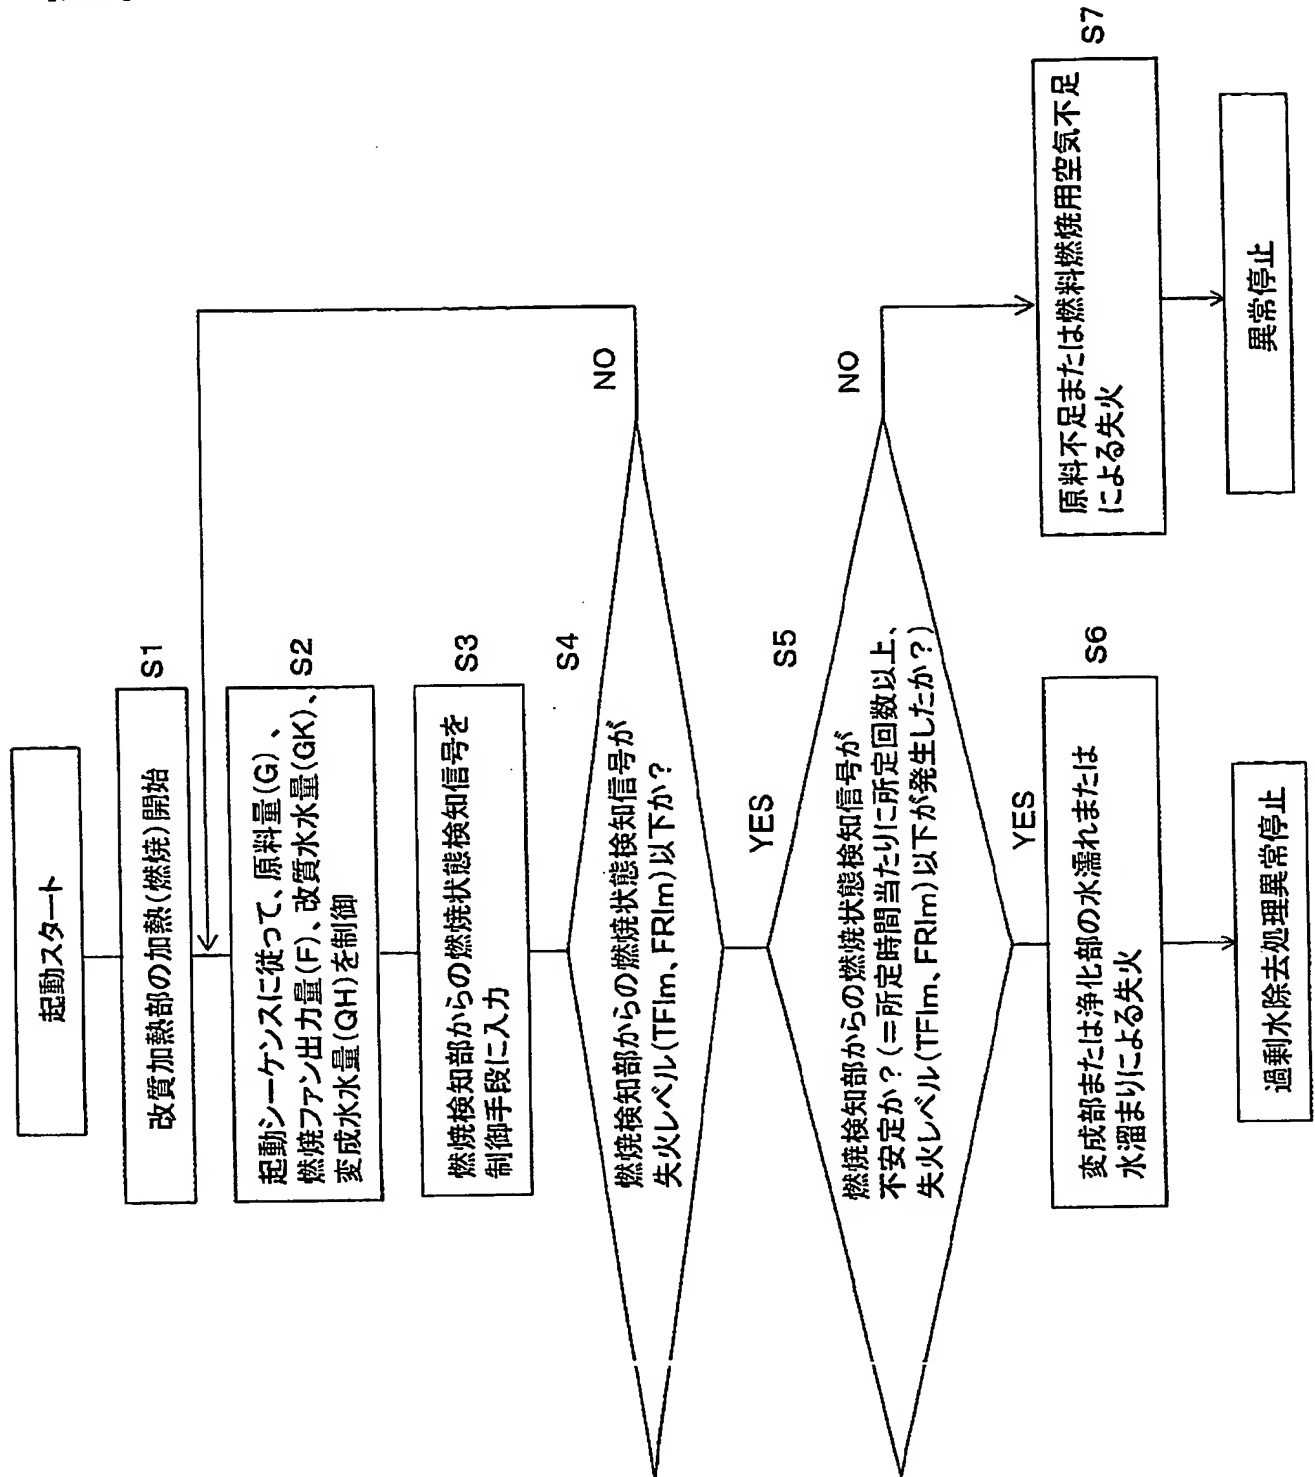 起動スタート
改質加熱部の加熱(燃焼)開始
S1
起動シーケンスに従って、原料量(G)、
燃焼ファン出力量(F)、改質水水量(GK)、
変成水水量(QH)を制御
S2
燃焼検知部からの燃焼状態検知信号を
制御手段に入力
S3
S4
燃焼検知部からの燃焼状態検知信号が
失火レベル(TFlm、FRlm)以下か?
NO
YES
S5
燃焼検知部からの燃焼状態検知信号が
不安定か?(=所定時間当たりに所定回数以上、
失火レベル(TFlm、FRlm)以下が発生したか?)
NO
YES
S6
変成部または浄化部の水濡れまたは
水溜まりによる失火
過剰水除去処理異常停止
S7
原料不足または燃料燃焼用空気不足
による失火
異常停止